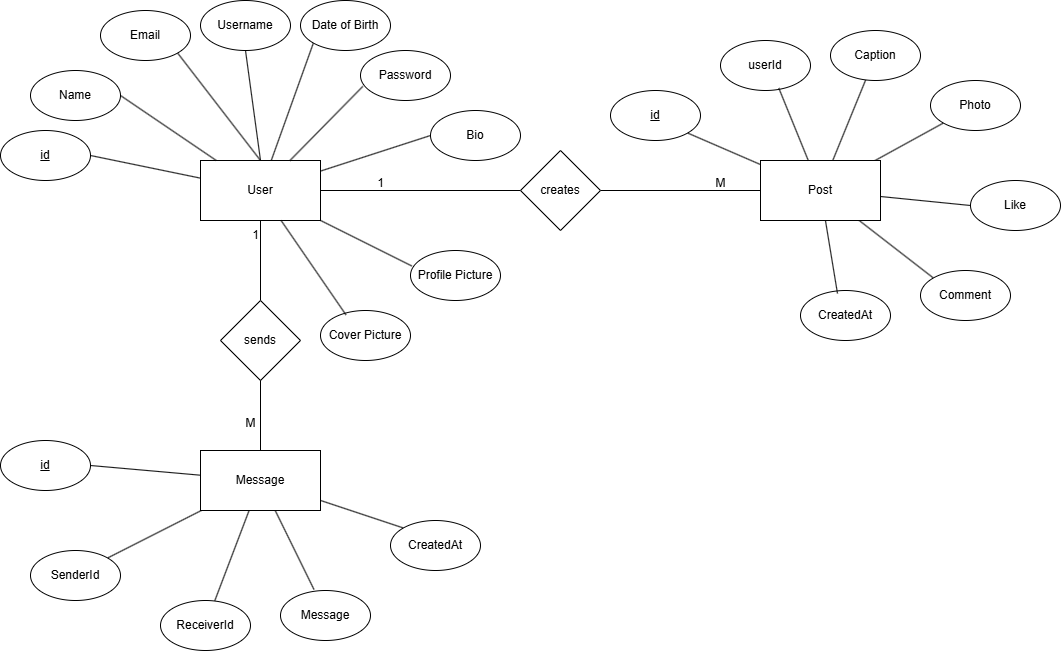 Email
Username
Date of Birth
Name
Password
id
Bio
User
1
creates
M
userId
Caption
id
Photo
Post
Like
Comment
CreatedAt
1
Profile Picture
Cover Picture
sends
M
id
Message
CreatedAt
SenderId
ReceiverId
Message